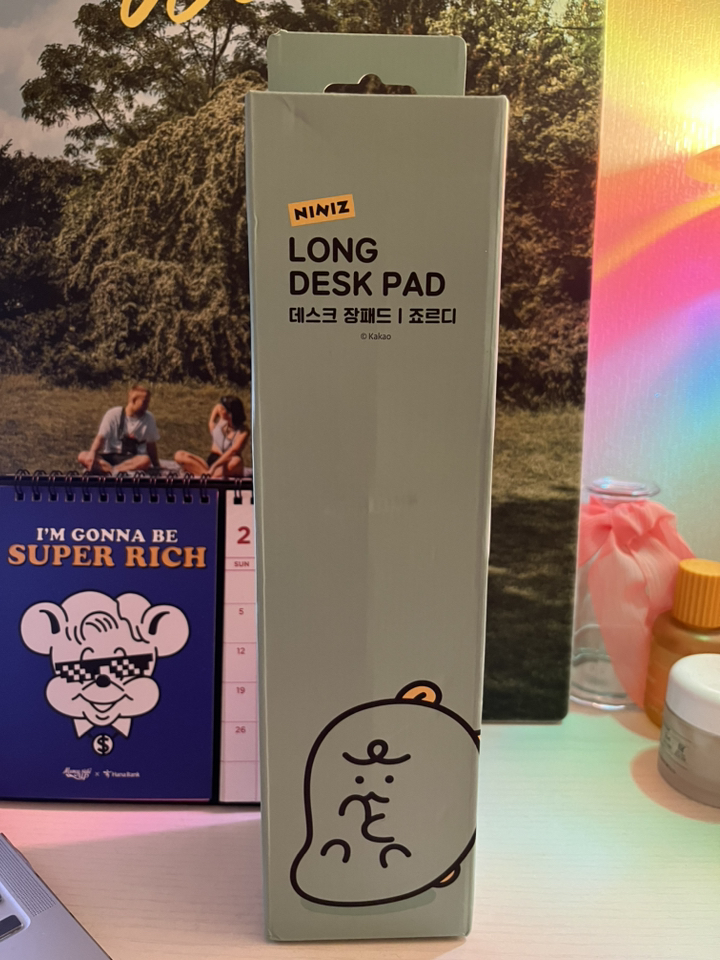 NINIZ
LONG
DESK PAD
데스크 장패드 | 죠르디
© Kakao
I'M GONNA BE
SUPER RICH
$
× HanaBank
2
SUN
5
12
19
26